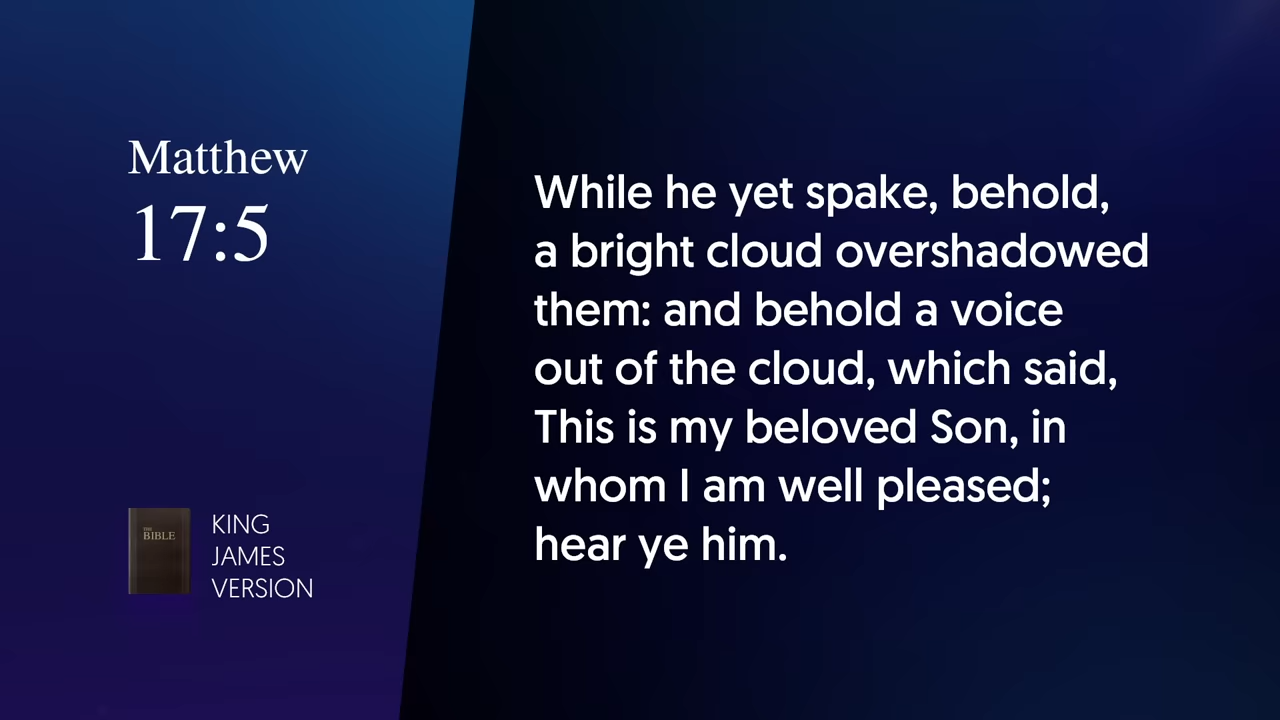 Matthew
17:5
While he yet spake, behold,
a bright cloud overshadowed
them: and behold a voice
out of the cloud, which said,
This is my beloved Son, in
whom I am well pleased;
hear ye him.
THE
BIBLE
KING
JAMES
VERSION